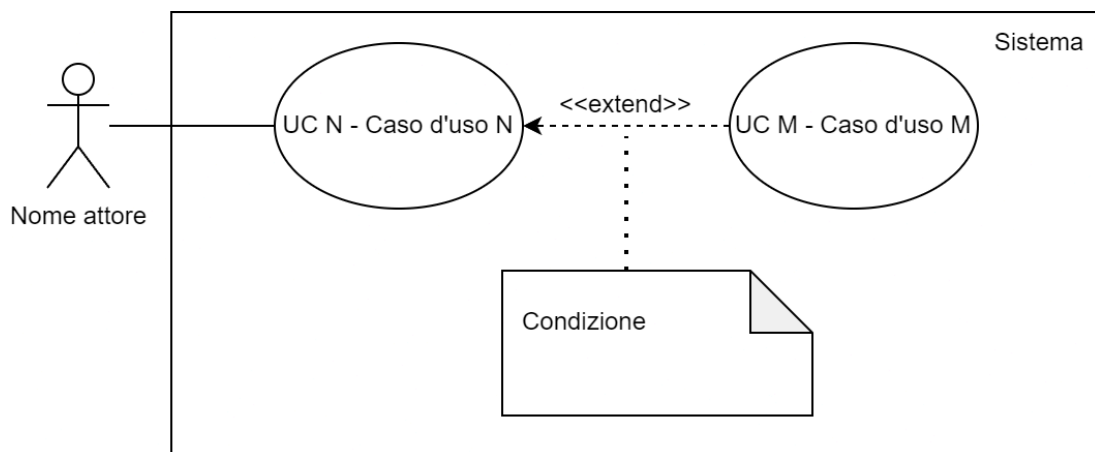 Sistema
<<extend>>
UC N - Caso d'uso N
UC M - Caso d'uso M
Nome attore
Condizione